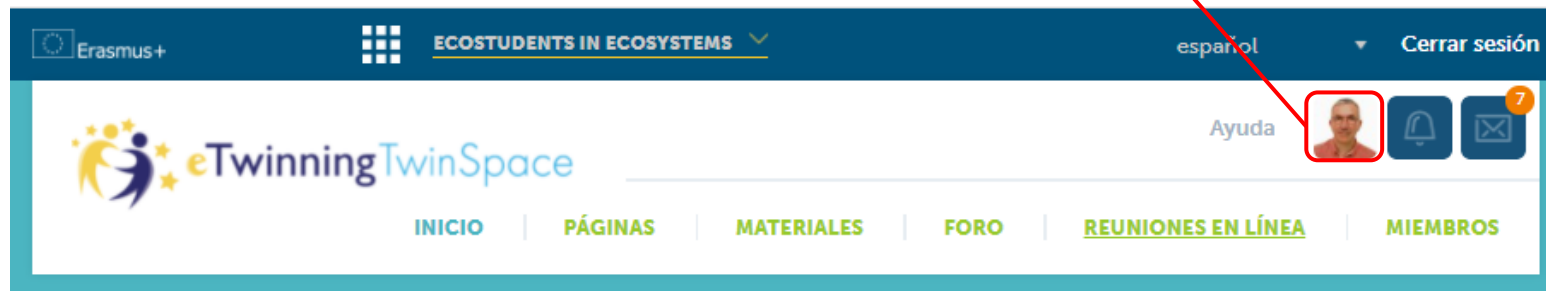 Erasmus+
ECOSTUDENTS IN ECOSYSTEMS
español
Cerrar sesión
Ayuda
7
eTwinning TwinSpace
INICIO
PÁGINAS
MATERIALES
FORO
REUNIONES EN LÍNEA
MIEMBROS